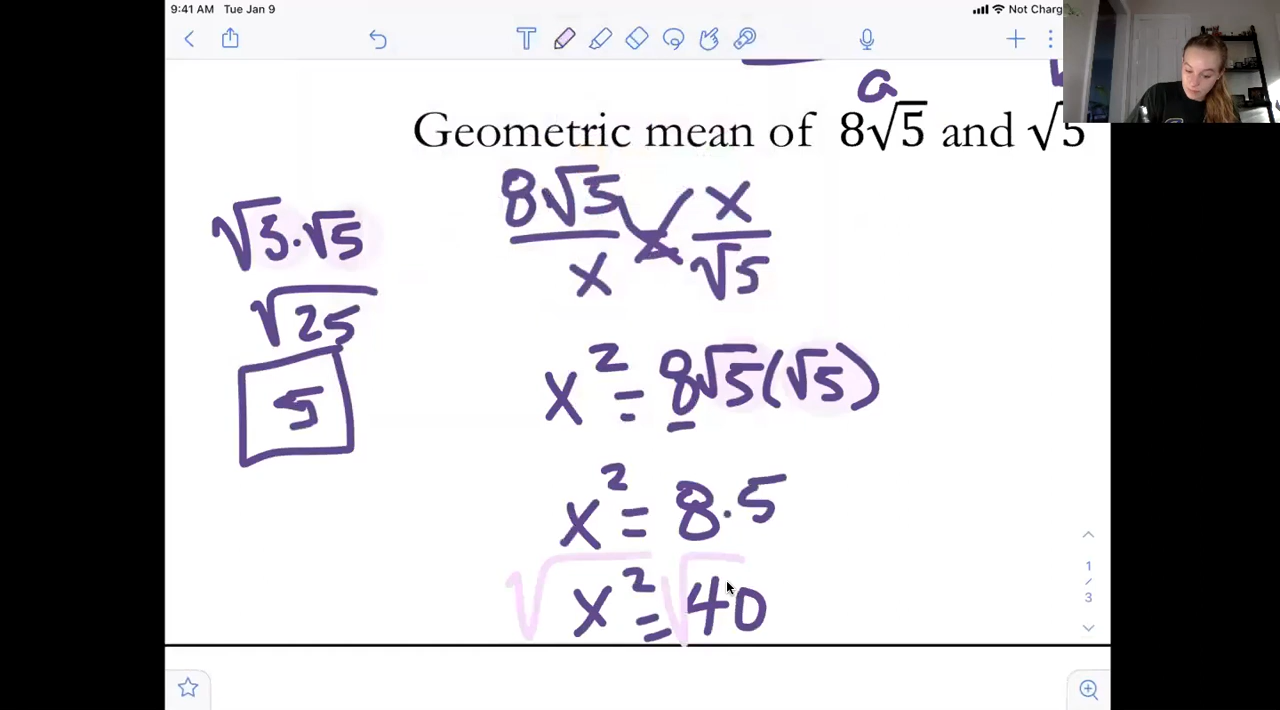 9:41 AM Tue Jan 9
Not Charg
a
Geometric mean of 8√5 and √5
8√5 / x = x / √5
√5·√5
√25
5
x² = 8√5(√5)
x² = 8·5
√x² = √40
1
/
3